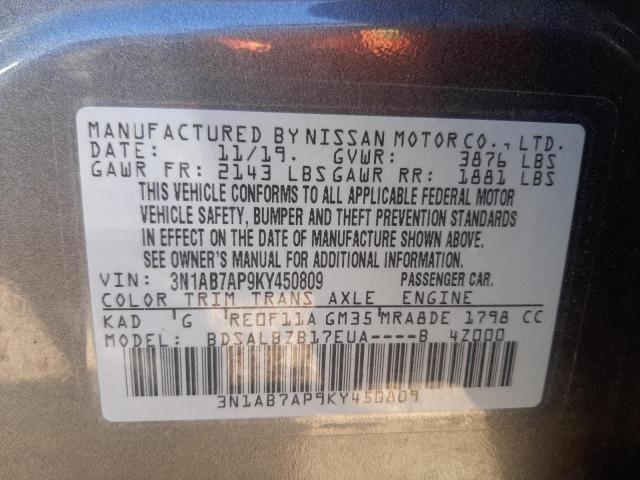 MANUFACTURED BY NISSAN MOTOR CO., LTD.
DATE: 11/19. GVWR: 3876 LBS
GAWR FR: 2143 LBS GAWR RR: 1881 LBS
THIS VEHICLE CONFORMS TO ALL APPLICABLE FEDERAL MOTOR
VEHICLE SAFETY, BUMPER AND THEFT PREVENTION STANDARDS
IN EFFECT ON THE DATE OF MANUFACTURE SHOWN ABOVE.
SEE OWNER'S MANUAL FOR ADDITIONAL INFORMATION.
VIN: 3N1AB7AP9KY450809 PASSENGER CAR.
COLOR TRIM TRANS AXLE ENGINE
KAD G RE0F11A GM35 MRA8DE 1798 CC
MODEL: BDSALBZB17EUA----B 4Z000
3N1AB7AP9KY450809